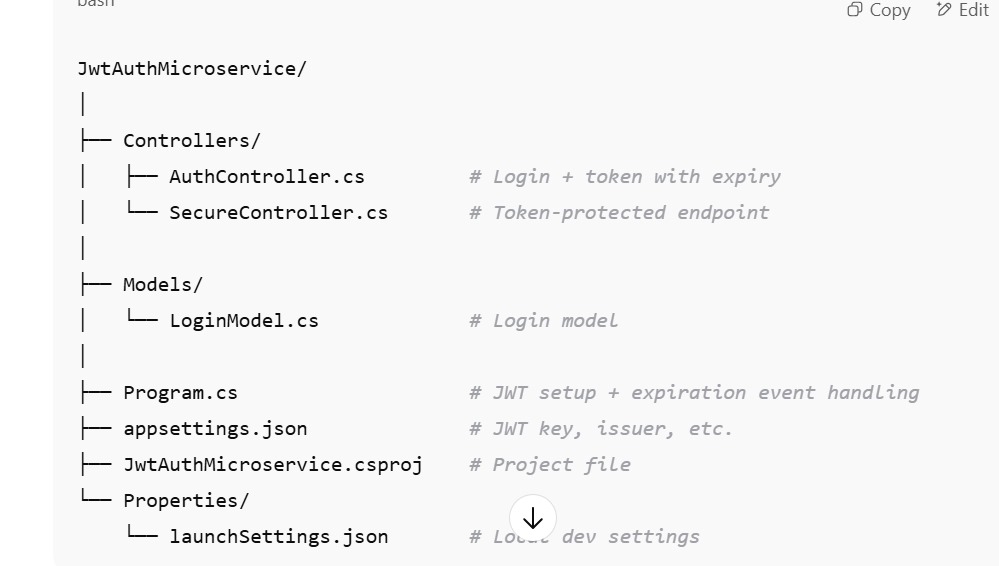 bash
Copy Edit
JwtAuthMicroservice/
│
├── Controllers/
│   ├── AuthController.cs         # Login + token with expiry
│   └── SecureController.cs       # Token-protected endpoint
│
├── Models/
│   └── LoginModel.cs             # Login model
│
├── Program.cs                    # JWT setup + expiration event handling
├── appsettings.json              # JWT key, issuer, etc.
├── JwtAuthMicroservice.csproj    # Project file
└── Properties/
    └── launchSettings.json       # Local dev settings